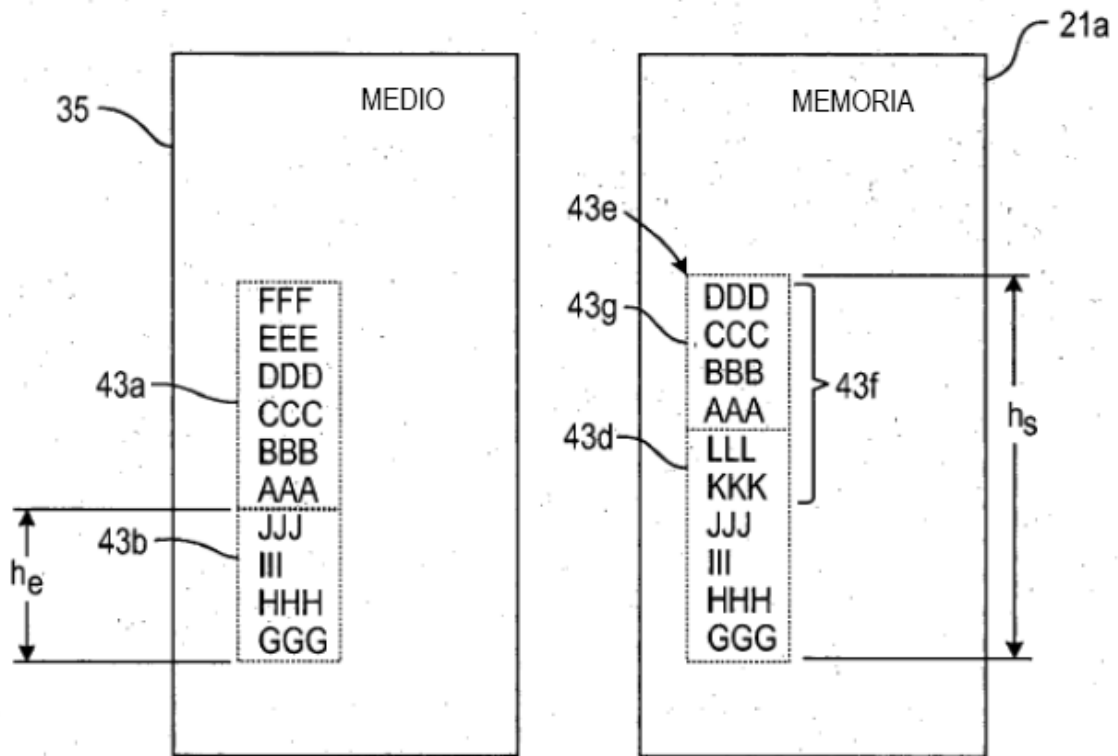 21a
35
MEDIO
MEMORIA
43e
FFF
EEE
DDD
CCC
BBB
AAA
JJJ
III
HHH
GGG
43a
43b
he
DDD
CCC
BBB
AAA
LLL
KKK
JJJ
III
HHH
GGG
43g
43f
43d
hs